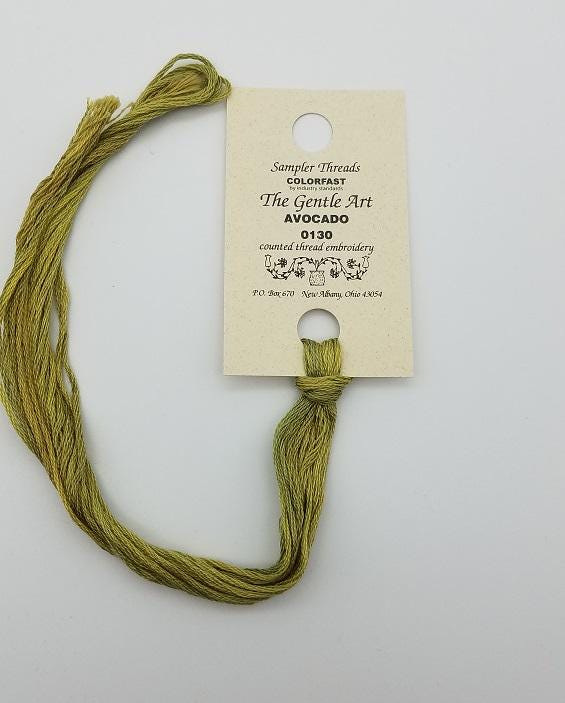 Sampler Threads
COLORFAST
by industry standards
The Gentle Art
AVOCADO
0130
counted thread embroidery
P.O. Box 670 New Albany, Ohio 43054